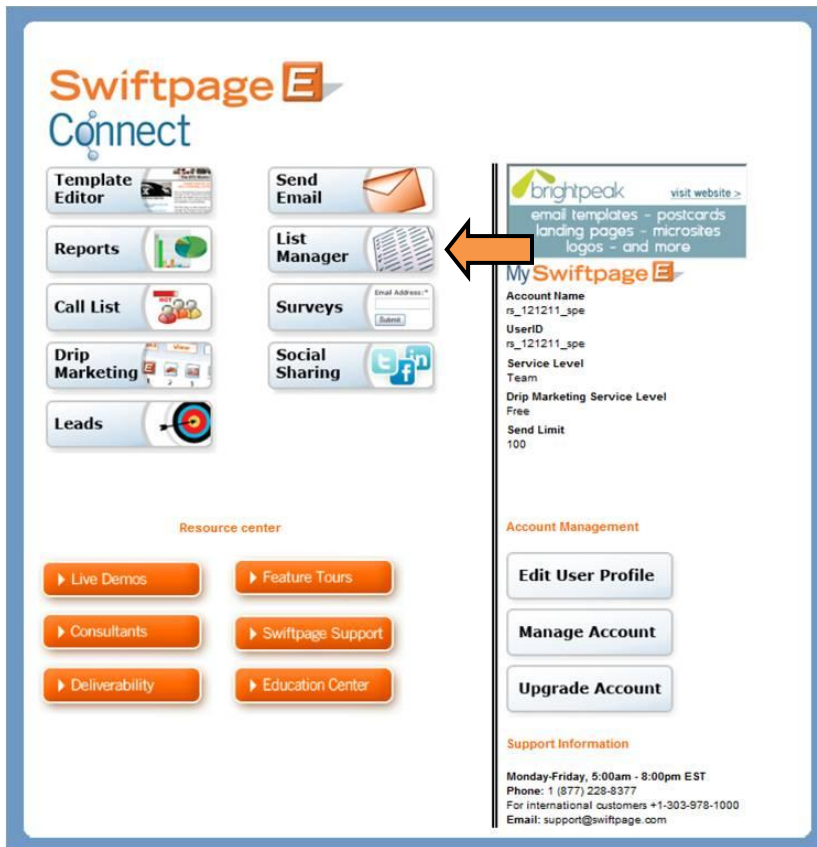 Swiftpage E
Connect
Template Editor
Send Email
Reports
List Manager
Call List
HOT
Surveys
Email Address:*
Submit
Drip Marketing
View
1 2 3
Social Sharing
Leads
Resource center
Live Demos
Feature Tours
Consultants
Swiftpage Support
Deliverability
Education Center
brightpeak
visit website >
email templates - postcards
landing pages - microsites
logos - and more
My Swiftpage E
Account Name
rs_121211_spe
UserID
rs_121211_spe
Service Level
Team
Drip Marketing Service Level
Free
Send Limit
100
Account Management
Edit User Profile
Manage Account
Upgrade Account
Support Information
Monday-Friday, 5:00am - 8:00pm EST
Phone: 1 (877) 228-8377
For international customers +1-303-978-1000
Email: support@swiftpage.com